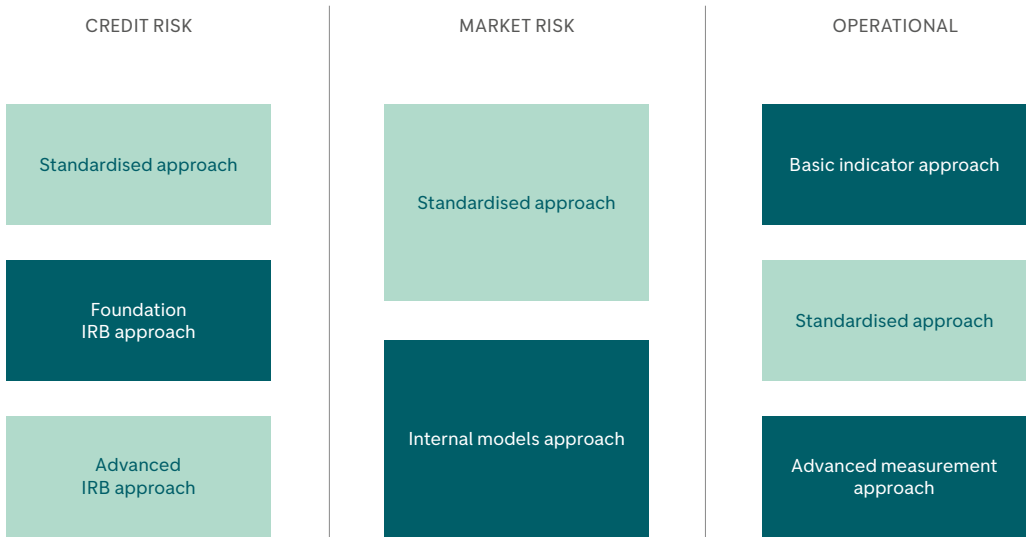 CREDIT RISK
Standardised approach
Foundation
IRB approach
Advanced
IRB approach
MARKET RISK
Standardised approach
Internal models approach
OPERATIONAL
Basic indicator approach
Standardised approach
Advanced measurement
approach